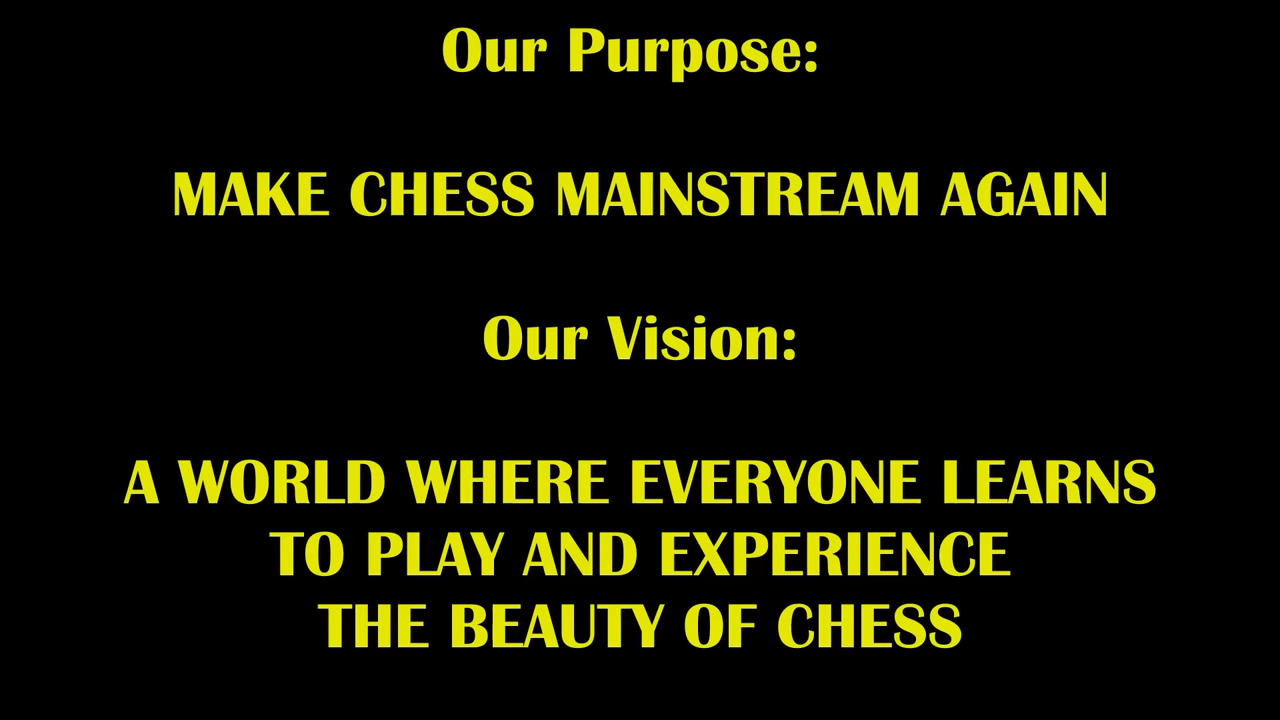 Our Purpose:
MAKE CHESS MAINSTREAM AGAIN
Our Vision:
A WORLD WHERE EVERYONE LEARNS
TO PLAY AND EXPERIENCE
THE BEAUTY OF CHESS